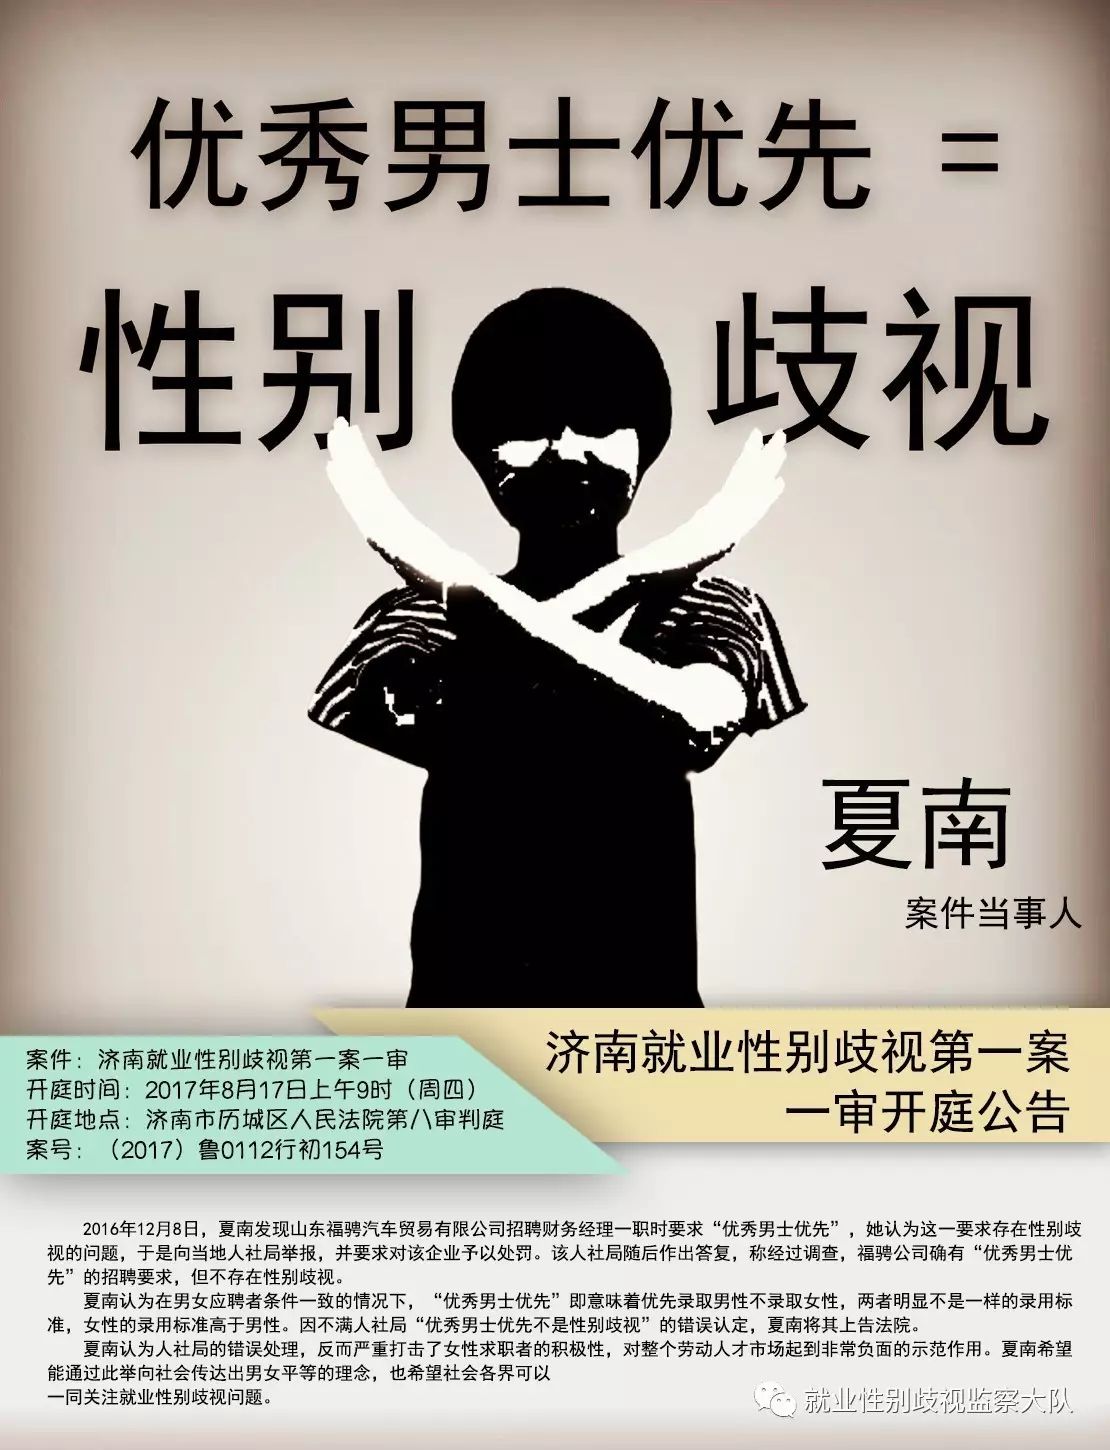 优秀男士优先 =
性别 歧视
夏南
案件当事人
济南就业性别歧视第一案
一审开庭公告
案件：济南就业性别歧视第一案一审
开庭时间：2017年8月17日上午9时（周四）
开庭地点：济南市历城区人民法院第八审判庭
案号：（2017）鲁0112行初154号
2016年12月8日，夏南发现山东福骋汽车贸易有限公司招聘财务经理一职时要求“优秀男士优先”，她认为这一要求存在性别歧
视的问题，于是向当地人社局举报，并要求对该企业予以处罚。该人社局随后作出答复，称经过调查，福骋公司确有“优秀男士优
先”的招聘要求，但不存在性别歧视。
夏南认为在男女应聘者条件一致的情况下，“优秀男士优先”即意味着优先录取男性不录取女性，两者明显不是一样的录用标
准，女性的录用标准高于男性。因不满人社局“优秀男士优先不是性别歧视”的错误认定，夏南将其上告法院。
夏南认为人社局的错误处理，反而严重打击了女性求职者的积极性，对整个劳动人才市场起到非常负面的示范作用。夏南希望
能通过此举向社会传达出男女平等的理念，也希望社会各界可以
一同关注就业性别歧视问题。
就业性别歧视监察大队